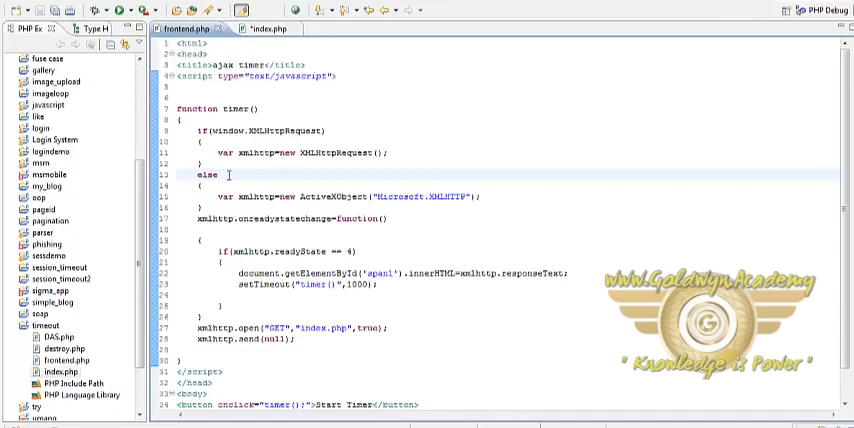 PHP Debug
PHP Ex
Type H
frontend.php
*index.php
fuse case
gallery
image_upload
imageloop
javascript
like
login
Login System
logindemo
msm
msmobile
my_blog
oop
pageid
pagination
parser
phishing
sessdemo
session_timeout
session_timeout2
sigma_app
simple_blog
soap
timeout
DAS.php
destroy.php
frontend.php
index.php
PHP Include Path
PHP Language Library
try
umang
1 <html>
2 <head>
3 <title>ajax timer</title>
4 <script type="text/javascript">
5
6
7 function timer()
8 {
9 if(window.XMLHttpRequest)
10 {
11 var xmlhttp=new XMLHttpRequest();
12 }
13 else
14 {
15 var xmlhttp=new ActiveXObject("Microsoft.XMLHTTP");
16 }
17 xmlhttp.onreadystatechange=function()
18
19 {
20 if(xmlhttp.readyState == 4)
21 {
22 document.getElementById('span1').innerHTML=xmlhttp.responseText;
23 setTimeout("timer()",1000);
24
25 }
26 }
27 xmlhttp.open("GET","index.php",true);
28 xmlhttp.send(null);
29
30 }
31 </script>
32 </head>
33 <body>
34 <button onclick="timer();">Start Timer</button>
www.GoldwynAcademy
G
" Knowledge is Power "